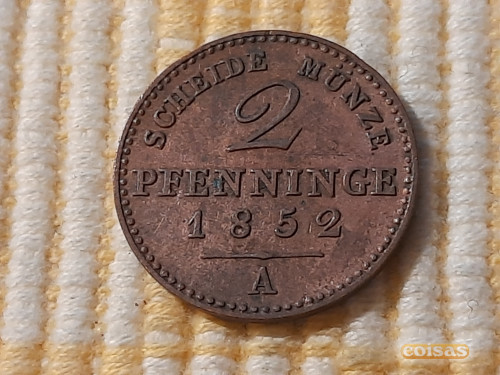 SCHEIDE MÜNZE
2
PFENNINGE
1852
A
coisas